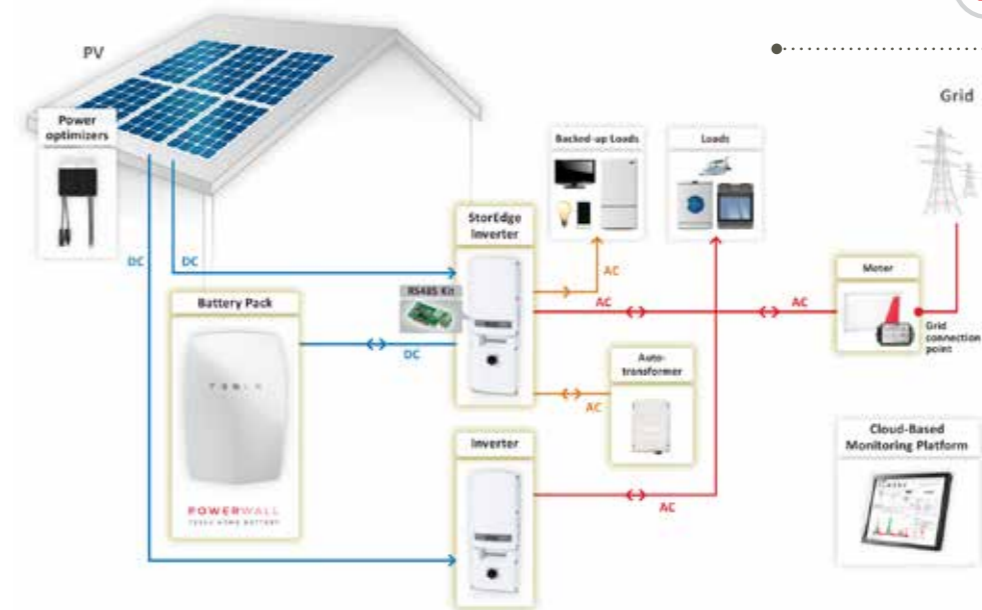 PV
Power
optimizers
Grid
Backed-up Loads
Loads
StorEdge
Inverter
DC
DC
RS485 Kit
AC
AC
AC
Meter
Grid
connection
point
Battery Pack
DC
TESLA
Auto-
transformer
AC
Cloud-Based
Monitoring Platform
Inverter
AC
POWERWALL
TESLA HOME BATTERY